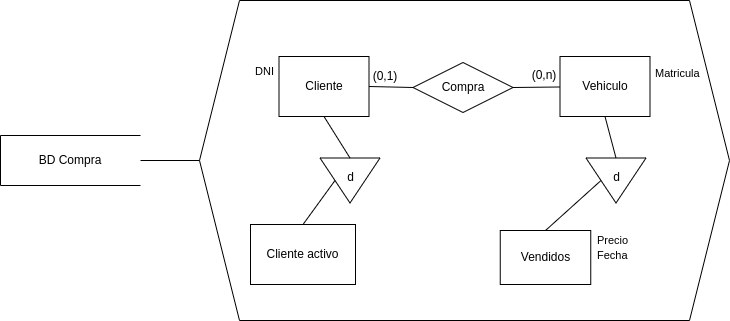 DNI
Cliente
(0,1)
Compra
(0,n)
Vehiculo
Matricula
BD Compra
d
d
Cliente activo
Vendidos
Precio
Fecha